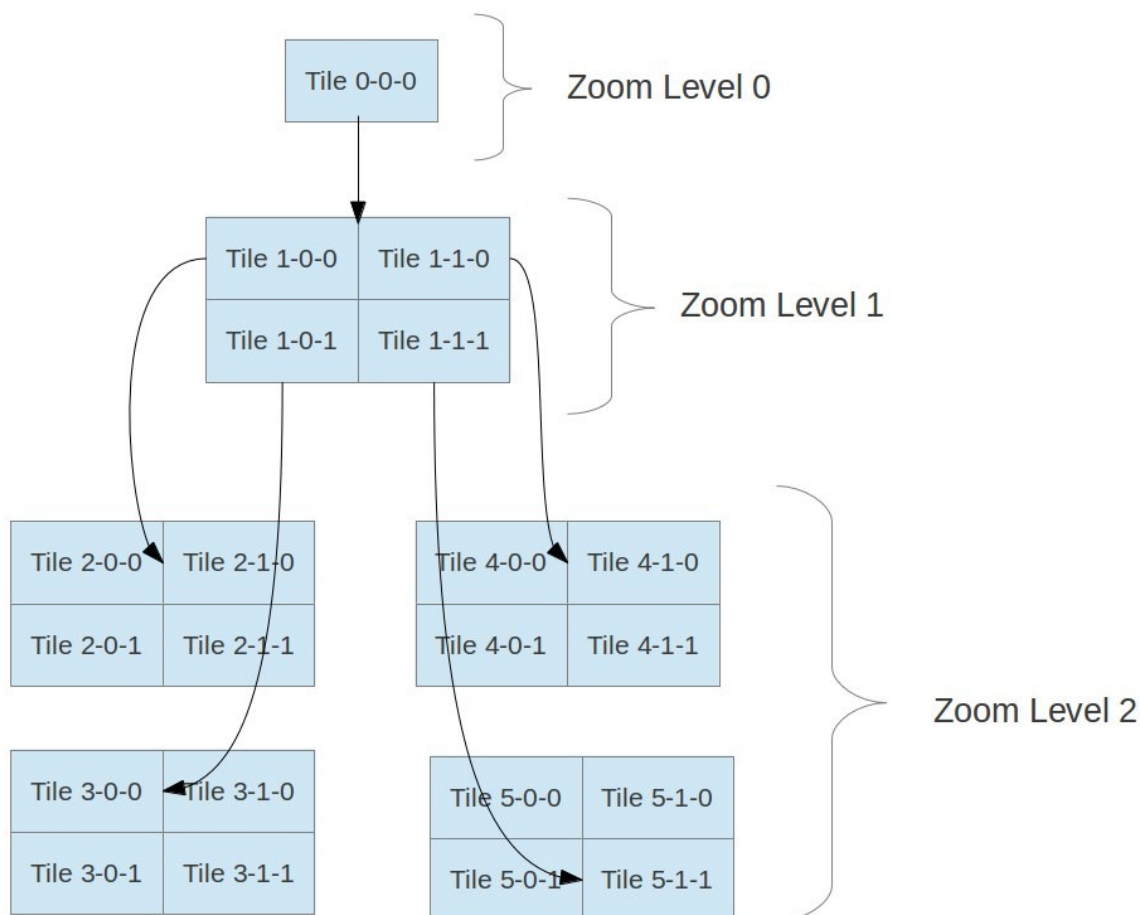 Tile 0-0-0
Zoom Level 0
Tile 1-0-0 Tile 1-1-0
Tile 1-0-1 Tile 1-1-1
Zoom Level 1
Tile 2-0-0 Tile 2-1-0
Tile 2-0-1 Tile 2-1-1
Tile 4-0-0 Tile 4-1-0
Tile 4-0-1 Tile 4-1-1
Zoom Level 2
Tile 3-0-0 Tile 3-1-0
Tile 3-0-1 Tile 3-1-1
Tile 5-0-0 Tile 5-1-0
Tile 5-0-1 Tile 5-1-1